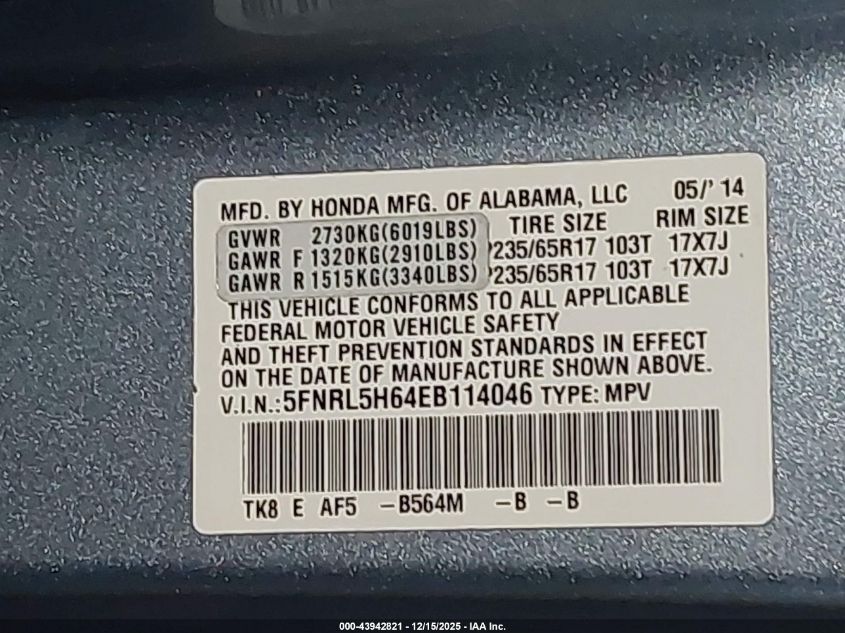 MFD. BY HONDA MFG. OF ALABAMA, LLC 05/' 14
GVWR 2730KG(6019LBS) TIRE SIZE RIM SIZE
GAWR F 1320KG(2910LBS) P235/65R17 103T 17X7J
GAWR R 1515KG(3340LBS) P235/65R17 103T 17X7J
THIS VEHICLE CONFORMS TO ALL APPLICABLE
FEDERAL MOTOR VEHICLE SAFETY
AND THEFT PREVENTION STANDARDS IN EFFECT
ON THE DATE OF MANUFACTURE SHOWN ABOVE.
V.I.N.:5FNRL5H64EB114046 TYPE: MPV
TK8 E AF5 –B564M –B –B
000-43942821 - 12/15/2025 - IAA Inc.